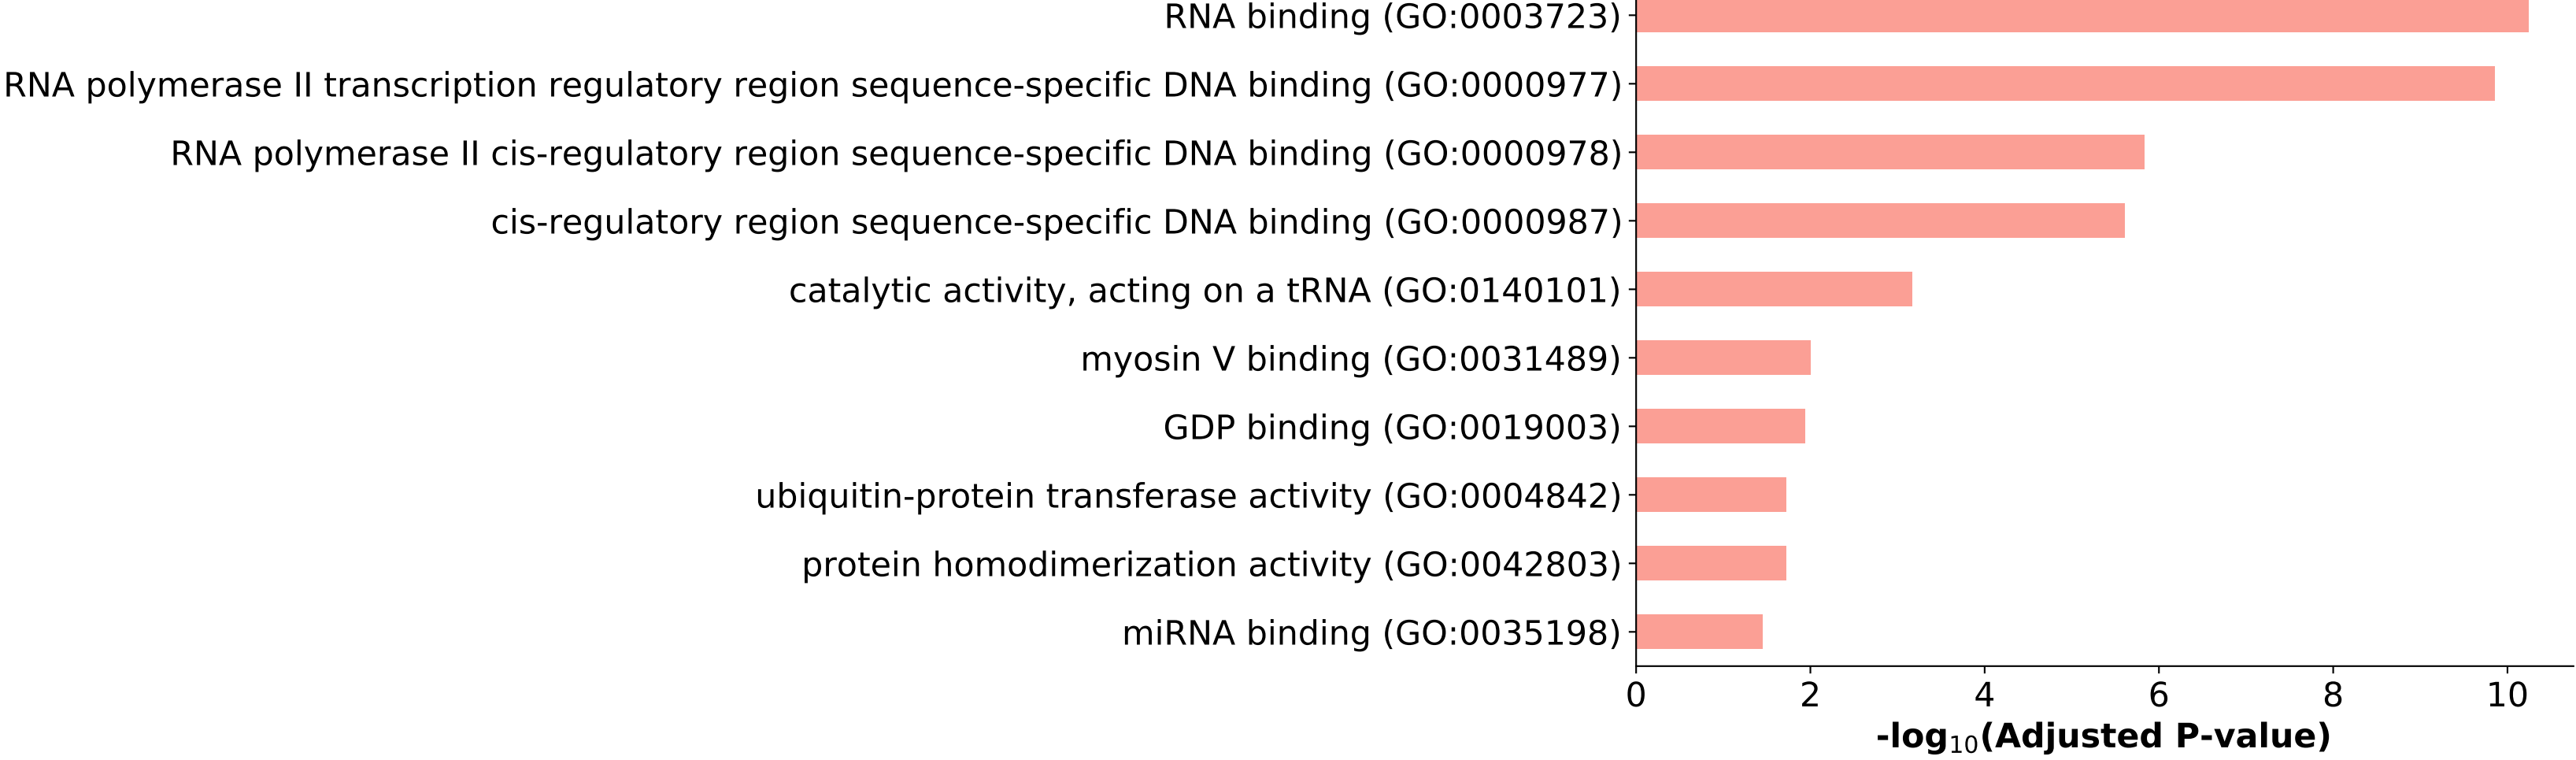 RNA binding (GO:0003723)
RNA polymerase II transcription regulatory region sequence-specific DNA binding (GO:0000977)
RNA polymerase II cis-regulatory region sequence-specific DNA binding (GO:0000978)
cis-regulatory region sequence-specific DNA binding (GO:0000987)
catalytic activity, acting on a tRNA (GO:0140101)
myosin V binding (GO:0031489)
GDP binding (GO:0019003)
ubiquitin-protein transferase activity (GO:0004842)
protein homodimerization activity (GO:0042803)
miRNA binding (GO:0035198)
0 2 4 6 8 10
-log₁₀(Adjusted P-value)